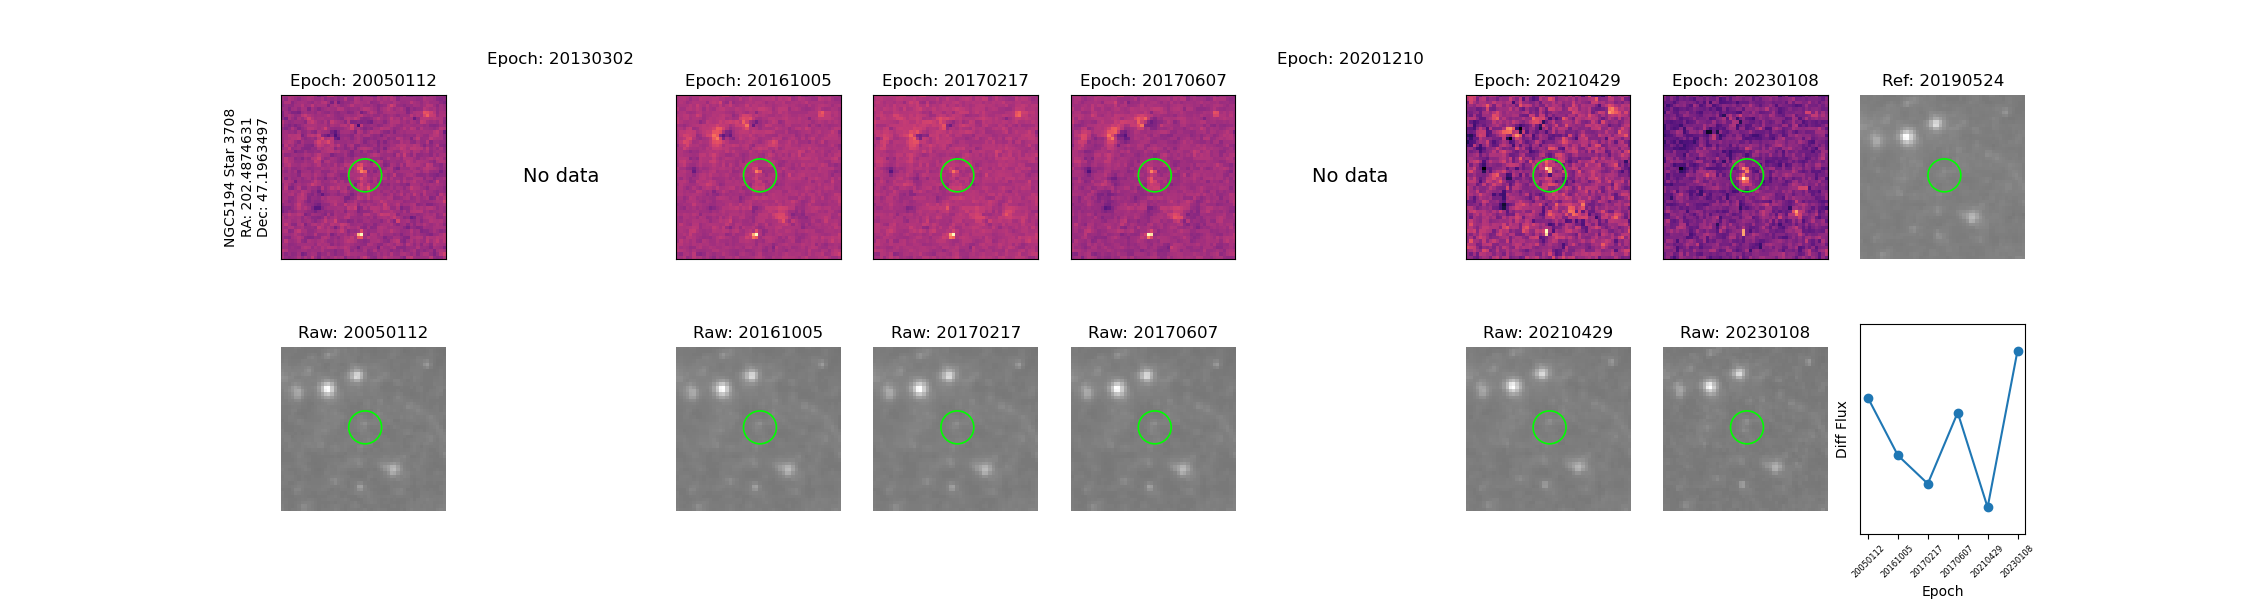 Epoch: 20130302
Epoch: 20201210
Epoch: 20050112
Epoch: 20161005
Epoch: 20170217
Epoch: 20170607
Epoch: 20210429
Epoch: 20230108
Ref: 20190524
NGC5194 Star 3708
RA: 202.4874631
Dec: 47.1963497
No data
No data
Raw: 20050112
Raw: 20161005
Raw: 20170217
Raw: 20170607
Raw: 20210429
Raw: 20230108
Diff Flux
20050112
20161005
20170217
20170607
20210429
20230108
Epoch